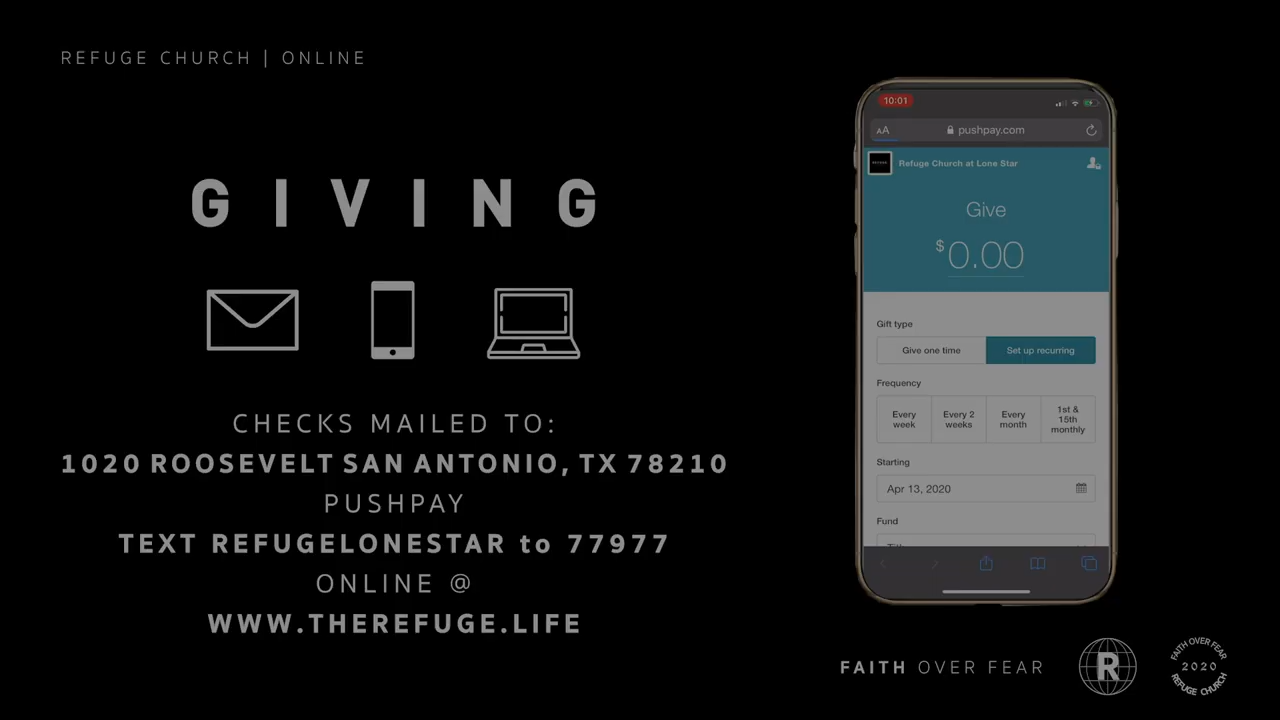 REFUGE CHURCH | ONLINE
GIVING
CHECKS MAILED TO:
1020 ROOSEVELT SAN ANTONIO, TX 78210
PUSHPAY
TEXT REFUGELONESTAR to 77977
ONLINE @
WWW.THEREFUGE.LIFE
10:01
AA
pushpay.com
REFUGE
Refuge Church at Lone Star
Give
$0.00
Gift type
Give one time
Set up recurring
Frequency
Every
week
Every 2
weeks
Every
month
1st &
15th
monthly
Starting
Apr 13, 2020
Fund
FAITH OVER FEAR
R
FAITH OVER FEAR
2020
REFUGE CHURCH